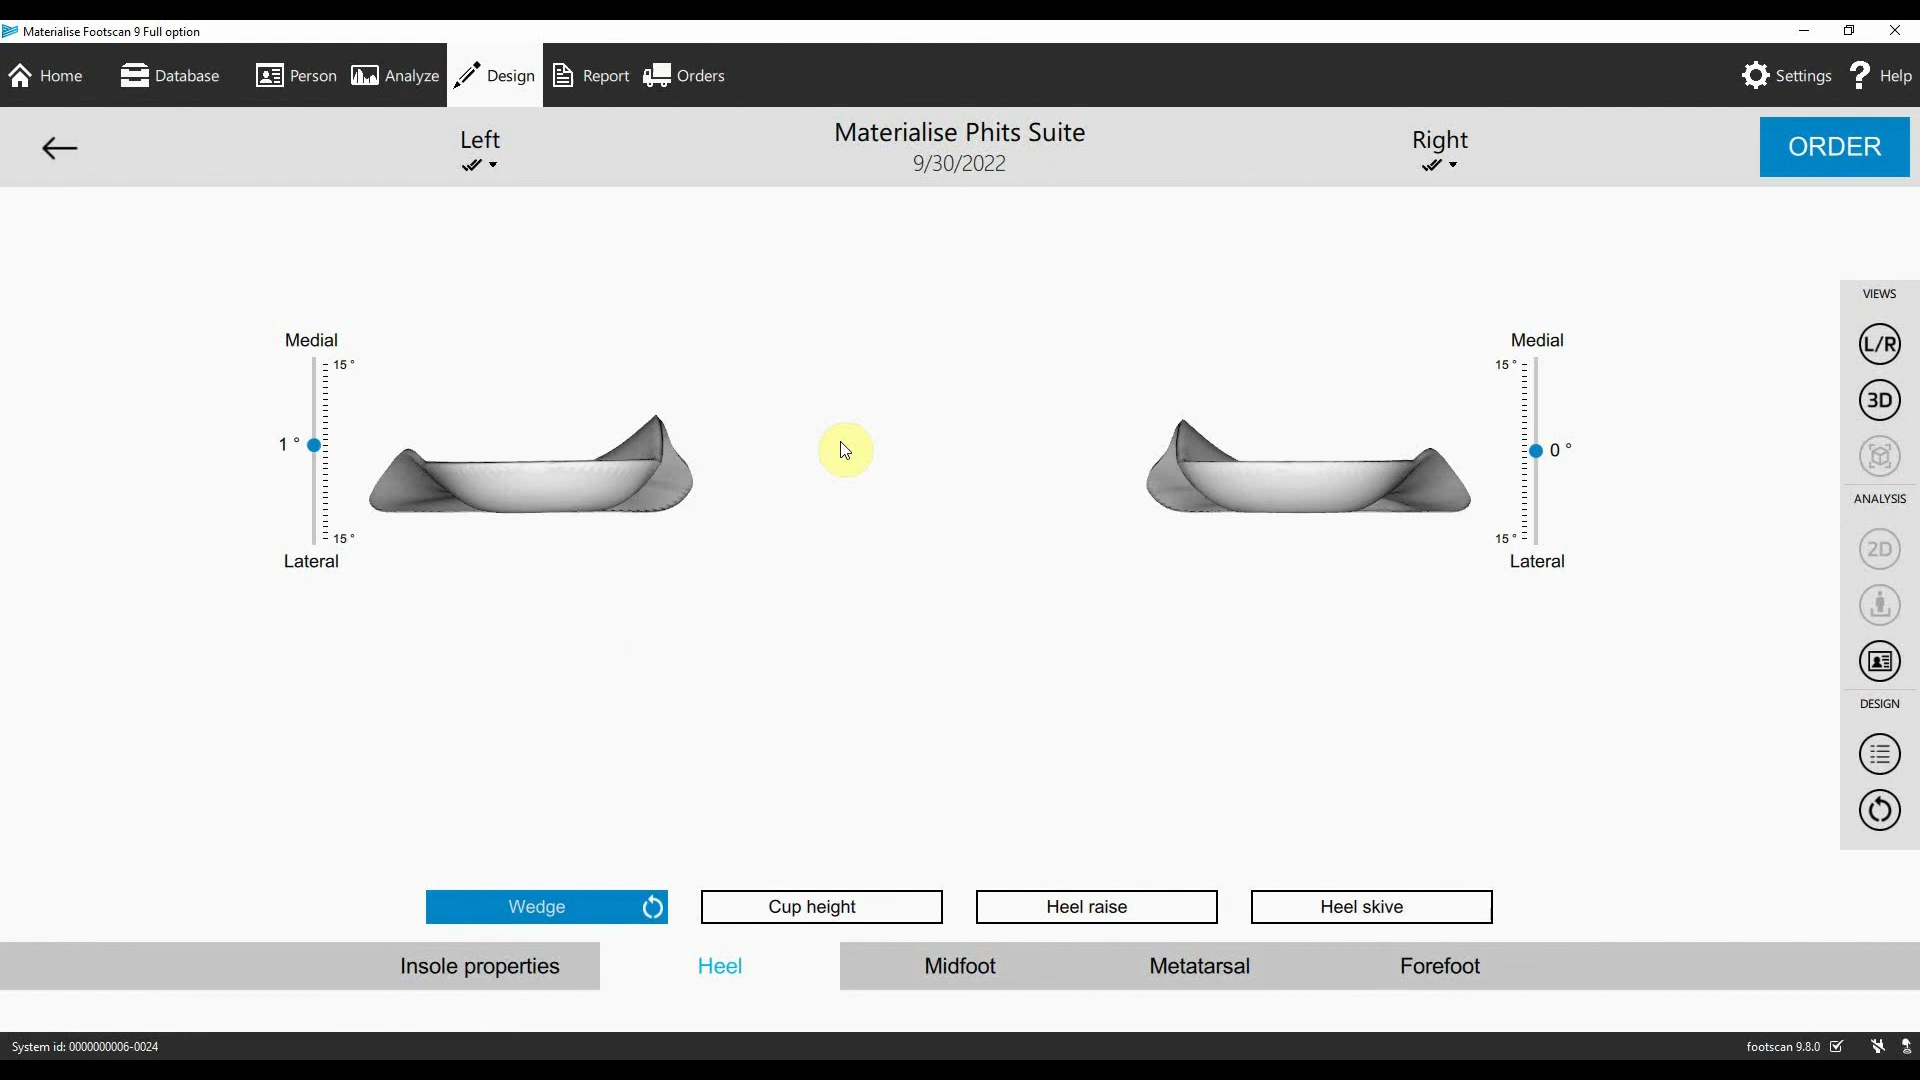 Materialise Footscan 9 Full option
Home
Database
Person
Analyze
Design
Report
Orders
Settings
Help
Left
Materialise Phits Suite
9/30/2022
Right
ORDER
VIEWS
L/R
3D
ANALYSIS
2D
DESIGN
Medial
15 °
1 °
15 °
Lateral
Medial
15 °
0 °
15 °
Lateral
Wedge
Cup height
Heel raise
Heel skive
Insole properties
Heel
Midfoot
Metatarsal
Forefoot
System id: 0000000006-0024
footscan 9.8.0